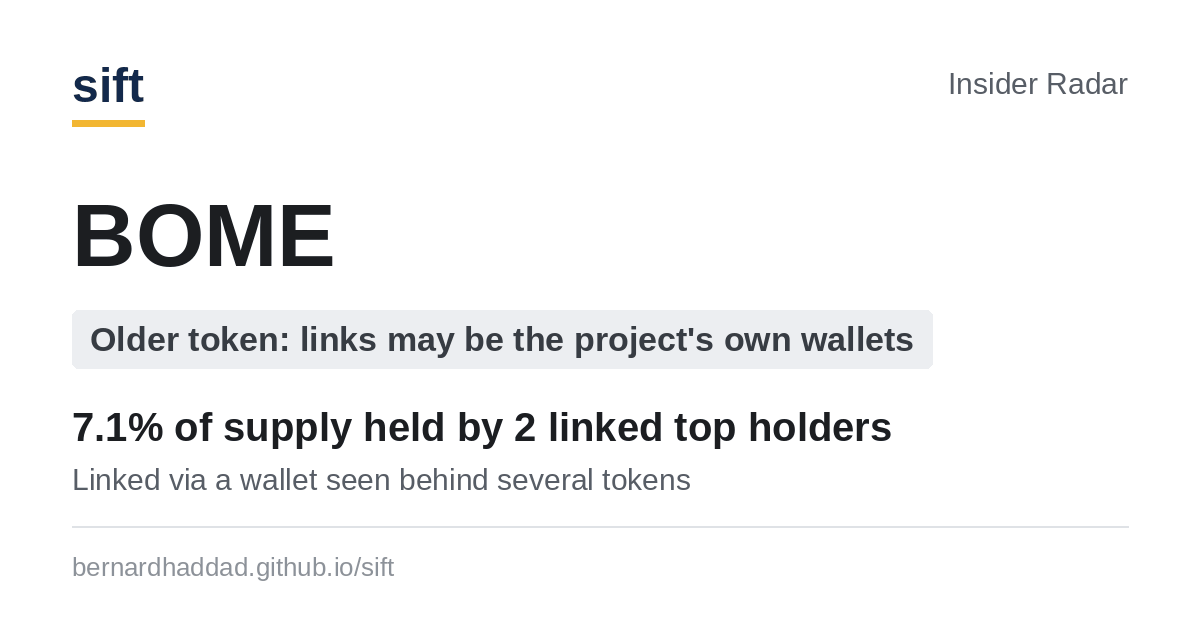 sift
Insider Radar
BOME
Older token: links may be the project's own wallets
7.1% of supply held by 2 linked top holders
Linked via a wallet seen behind several tokens
bernardhaddad.github.io/sift